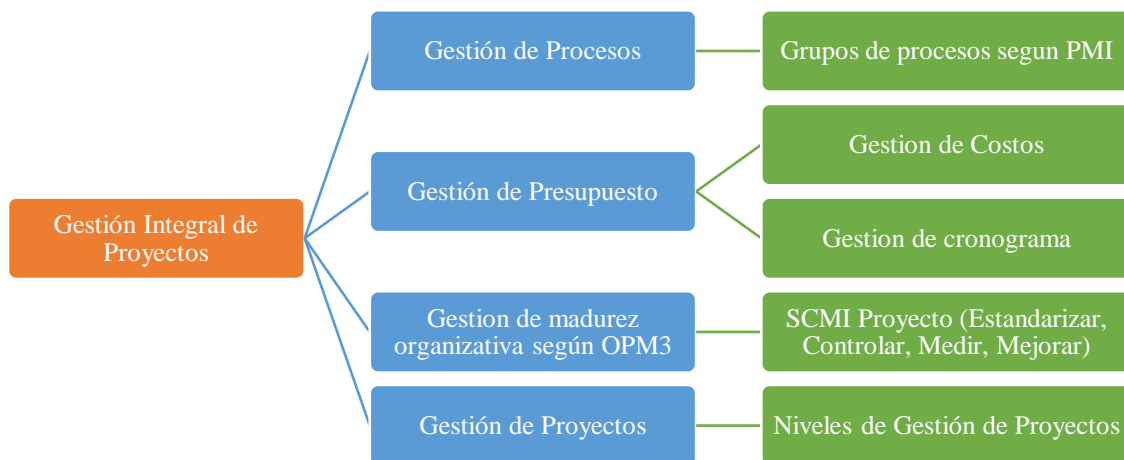 Gestión Integral de
Proyectos
Gestión de Procesos
Grupos de procesos segun PMI
Gestión de Presupuesto
Gestion de Costos
Gestion de cronograma
Gestion de madurez
organizativa según OPM3
SCMI Proyecto (Estandarizar,
Controlar, Medir, Mejorar)
Gestión de Proyectos
Niveles de Gestión de Proyectos